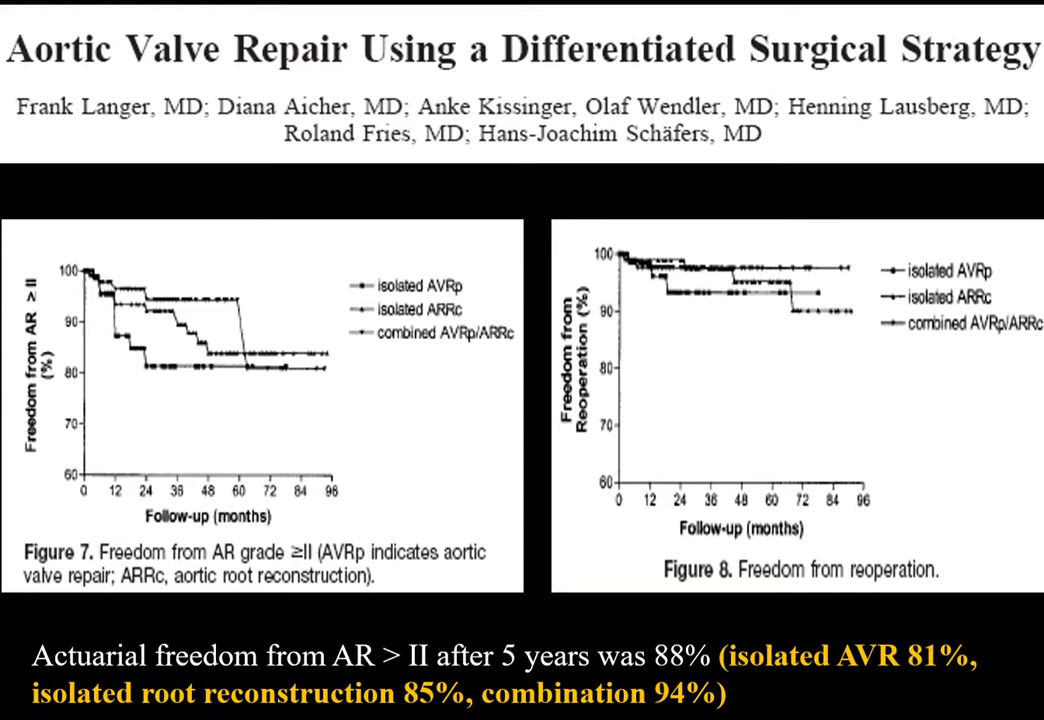 Aortic Valve Repair Using a Differentiated Surgical Strategy
Frank Langer, MD; Diana Aicher, MD; Anke Kissinger, Olaf Wendler, MD; Henning Lausberg, MD;
Roland Fries, MD; Hans-Joachim Schäfers, MD
Freedom from AR ≥ II
(%)
100
90
80
70
60
0 12 24 36 48 60 72 84 96
Follow-up (months)
isolated AVRp
isolated ARRc
combined AVRp/ARRc
Figure 7. Freedom from AR grade ≥II (AVRp indicates aortic
valve repair; ARRc, aortic root reconstruction).
Freedom from
Reoperation (%)
100
90
80
70
60
0 12 24 36 48 60 72 84 96
Follow-up (months)
isolated AVRp
isolated ARRc
combined AVRp/ARRc
Figure 8. Freedom from reoperation.
Actuarial freedom from AR > II after 5 years was 88% (isolated AVR 81%,
isolated root reconstruction 85%, combination 94%)